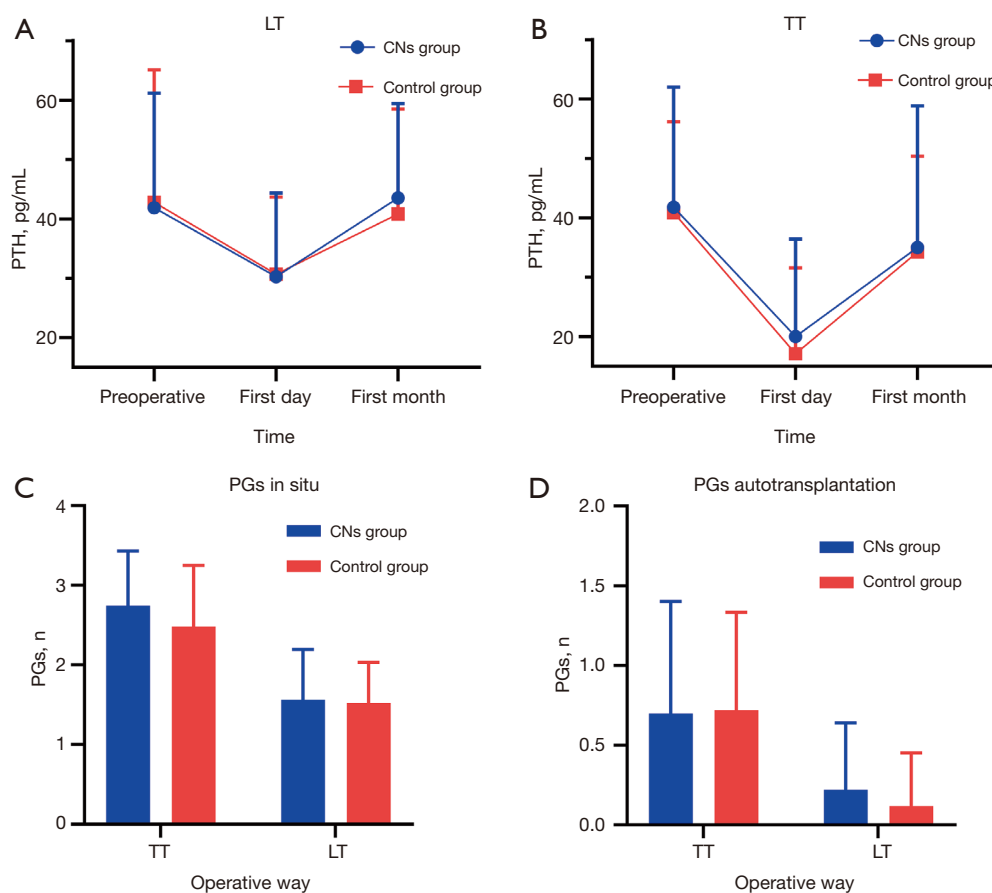 A
LT
CNs group
Control group
PTH, pg/mL
60
40
20
Preoperative First day First month
Time
B
TT
CNs group
Control group
PTH, pg/mL
60
40
20
Preoperative First day First month
Time
C
PGs in situ
CNs group
Control group
PGs, n
4
3
2
1
0
TT LT
Operative way
D
PGs autotransplantation
CNs group
Control group
PGs, n
2.0
1.5
1.0
0.5
0.0
TT LT
Operative way